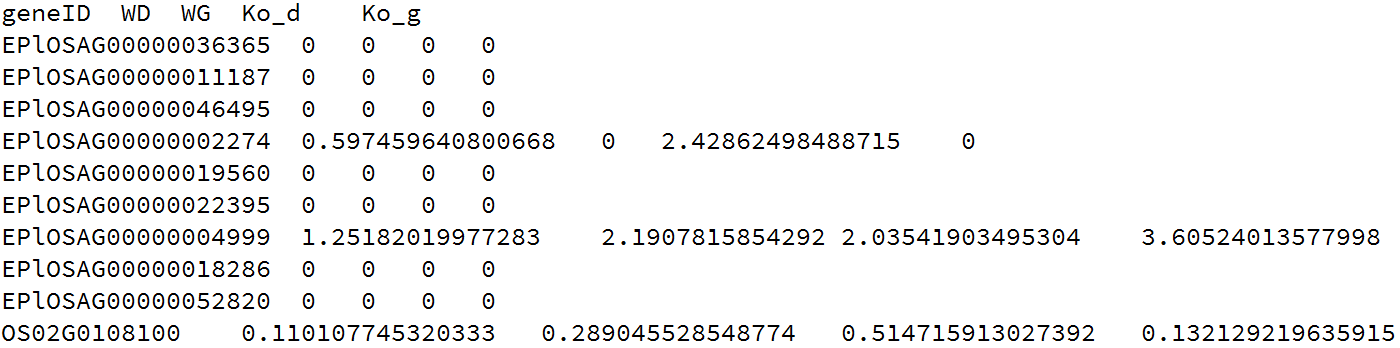 geneID WD WG Ko_d Ko_g
EPlOSAG00000036365 0 0 0 0
EPlOSAG00000011187 0 0 0 0
EPlOSAG00000046495 0 0 0 0
EPlOSAG00000002274 0.597459640800668 0 2.42862498488715 0
EPlOSAG00000019560 0 0 0 0
EPlOSAG00000022395 0 0 0 0
EPlOSAG00000004999 1.25182019977283 2.1907815854292 2.03541903495304 3.60524013577998
EPlOSAG00000018286 0 0 0 0
EPlOSAG00000052820 0 0 0 0
OS02G0108100 0.110107745320333 0.289045528548774 0.514715913027392 0.132129219635915